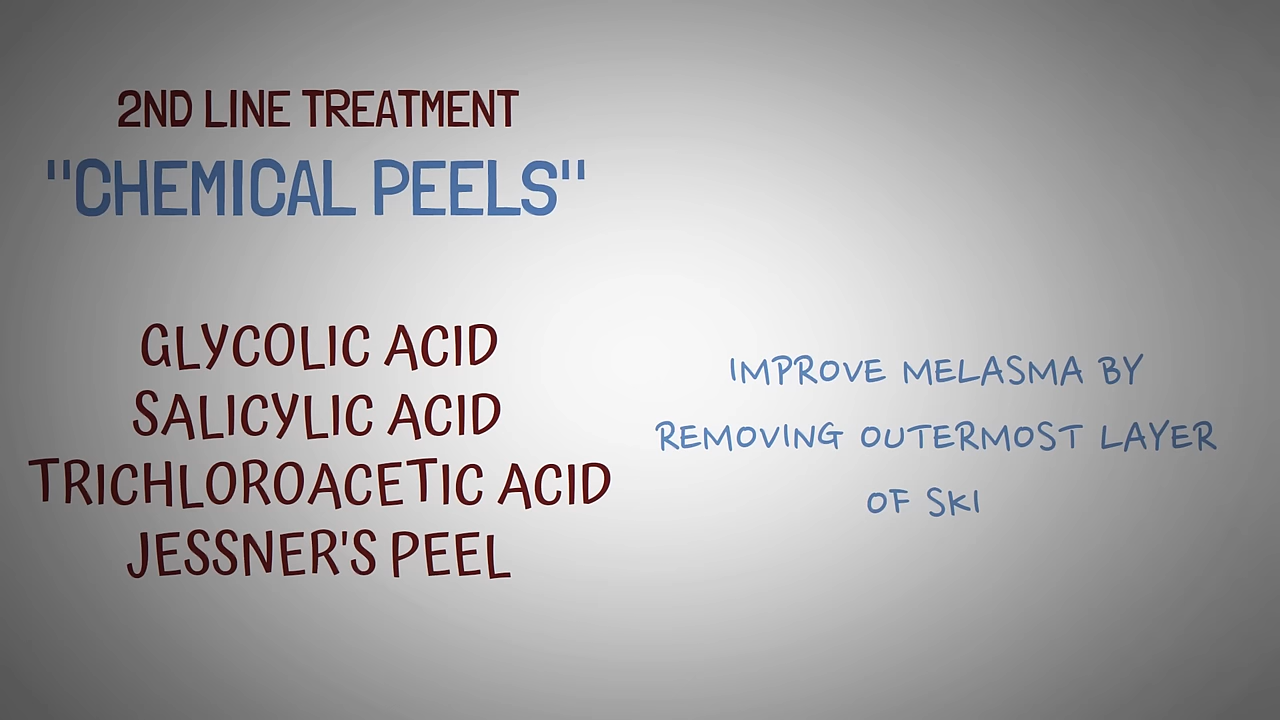 2ND LINE TREATMENT
"CHEMICAL PEELS"
GLYCOLIC ACID
SALICYLIC ACID
TRICHLOROACETIC ACID
JESSNER'S PEEL
IMPROVE MELASMA BY
REMOVING OUTERMOST LAYER
OF SKI